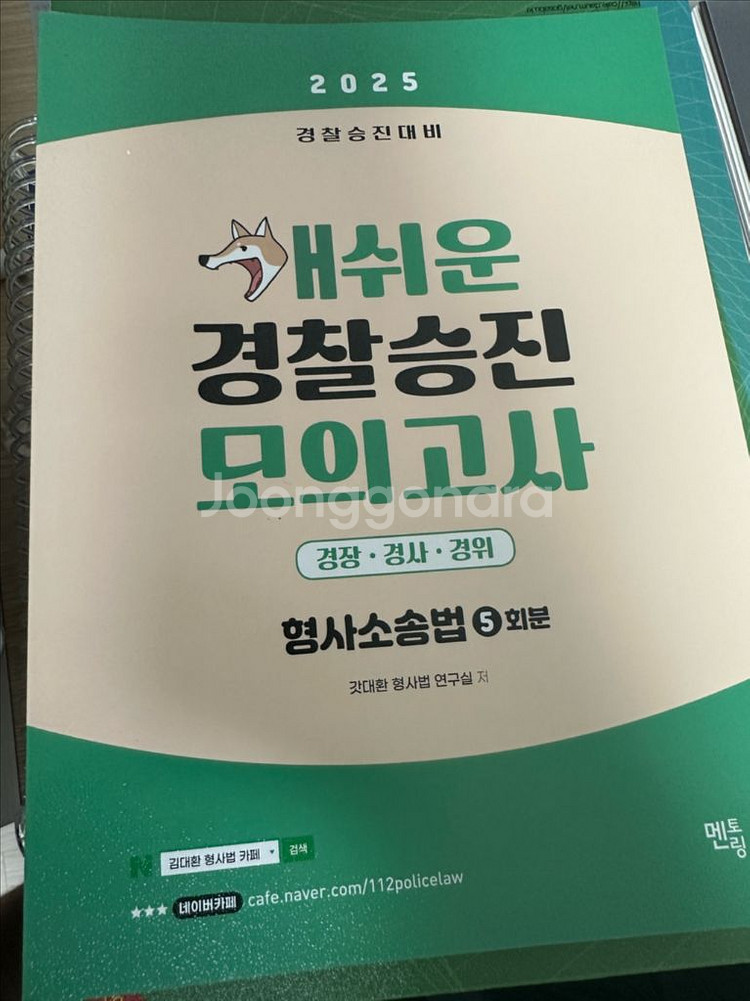 2025
경찰승진대비
개쉬운
경찰승진
모의고사
Joonggonara
경장·경사·경위
형사소송법 5 회분
갓대환 형사법 연구실 저
N 김대환 형사법 카페 검색
★★★ 네이버카페 cafe.naver.com/112policelaw
멘토링